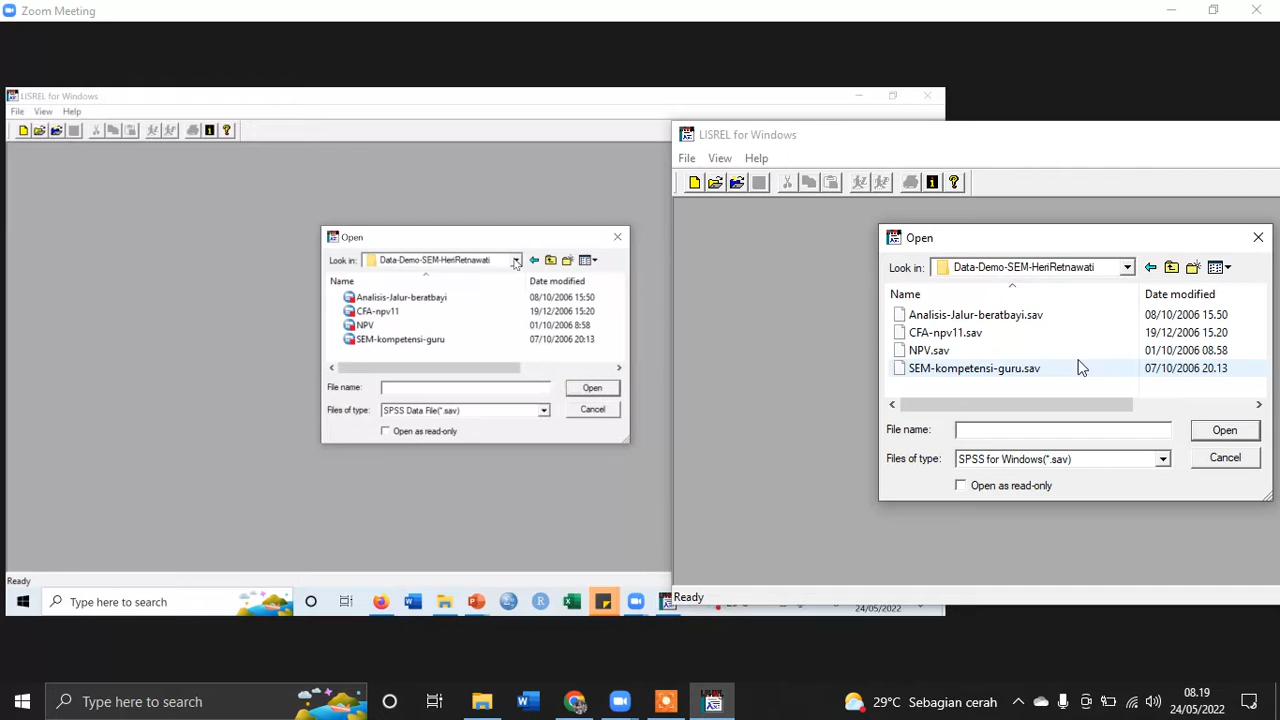 Zoom Meeting
LISREL for Windows
File View Help
Open
Look in: Data-Demo-SEM-HeriRetnawati
Name Date modified
Analisis-Jalur-beratbayi 08/10/2006 15:50
CFA-npv11 19/12/2006 15:20
NPV 01/10/2006 8:58
SEM-kompetensi-guru 07/10/2006 20:13
File name: Open
Files of type: SPSS Data File(*.sav) Cancel
Open as read-only
Ready
Type here to search
24/05/2022
LISREL for Windows
File View Help
Open
Look in: Data-Demo-SEM-HeriRetnawati
Name Date modified
Analisis-Jalur-beratbayi.sav 08/10/2006 15.50
CFA-npv11.sav 19/12/2006 15.20
NPV.sav 01/10/2006 08.58
SEM-kompetensi-guru.sav 07/10/2006 20.13
File name: Open
Files of type: SPSS for Windows(*.sav) Cancel
Open as read-only
Ready
Type here to search
29°C Sebagian cerah
08.19
24/05/2022